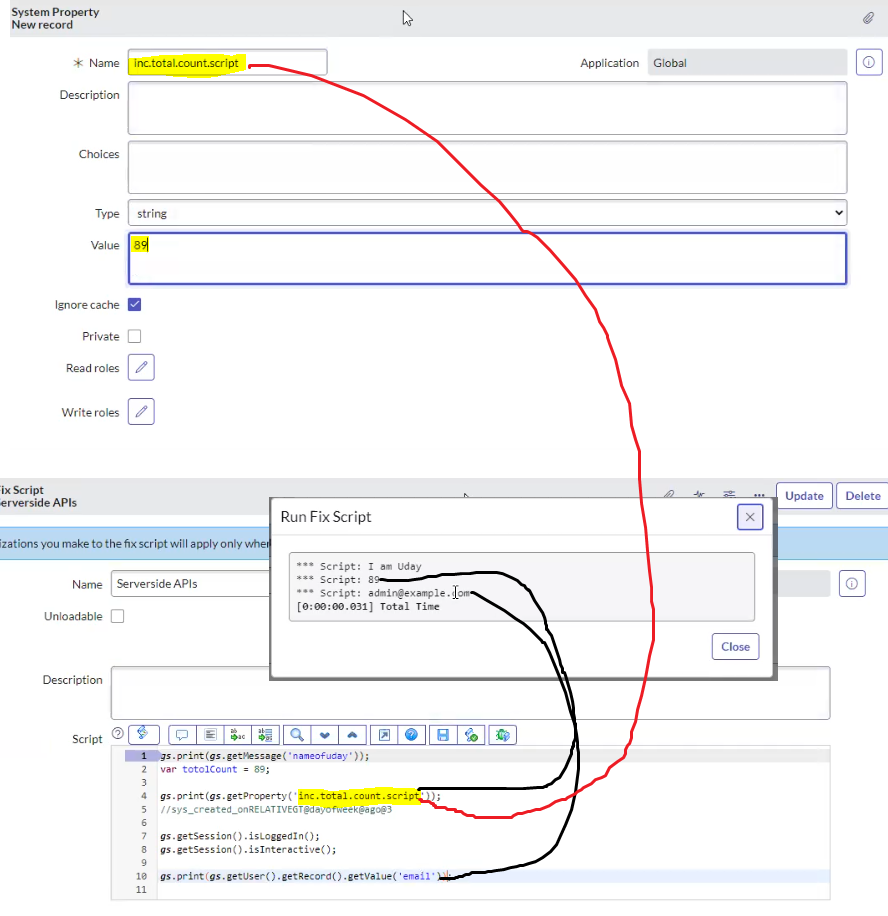 System Property
New record
Name inc.total.count.script Application Global
Description
Choices
Type string
Value 89
Ignore cache
Private
Read roles
Write roles
ix Script
erverside APIs
Update Delete
izations you make to the fix script will apply only whe
Run Fix Script
*** Script: I am Uday
*** Script: 89
*** Script: admin@example.com
[0:00:00.031] Total Time
Close
Name Serverside APIs
Unloadable
Description
Script
1 gs.print(gs.getMessage('nameofuday'));
2 var totolCount = 89;
3
4 gs.print(gs.getProperty('inc.total.count.script'));
5 //sys_created_onRELATIVEGT@dayofweek@ago@3
6
7 gs.getSession().isLoggedIn();
8 gs.getSession().isInteractive();
9
10 gs.print(gs.getUser().getRecord().getValue('email'));
11